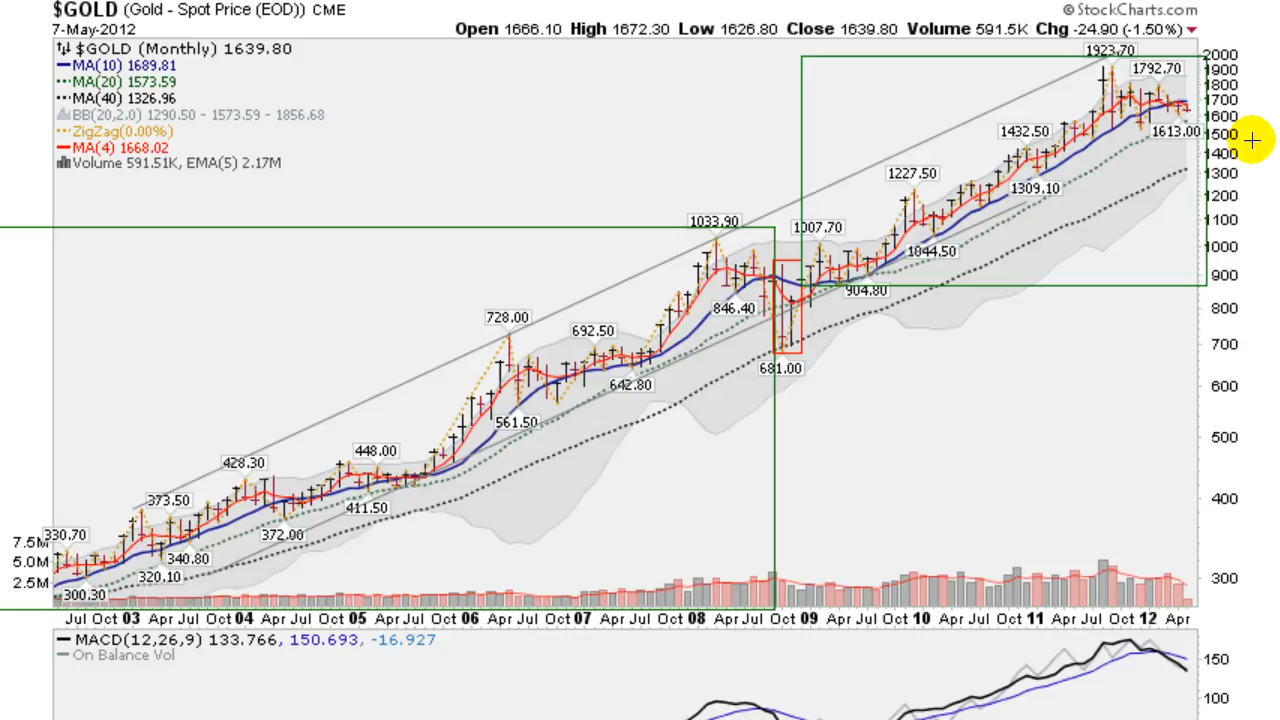 $GOLD (Gold - Spot Price (EOD)) CME
© StockCharts.com
7-May-2012
Open 1666.10 High 1672.30 Low 1626.80 Close 1639.80 Volume 591.5K Chg -24.90 (-1.50%)
$GOLD (Monthly) 1639.80
MA(10) 1689.81
MA(20) 1573.59
MA(40) 1326.96
BB(20,2.0) 1290.50 - 1573.59 - 1856.68
ZigZag(0.00%)
MA(4) 1668.02
Volume 591.51K, EMA(5) 2.17M
1923.70
1792.70
1613.00
1432.50
1309.10
1227.50
1044.50
1033.90
1007.70
904.80
846.40
728.00
692.50
681.00
642.80
561.50
448.00
428.30
411.50
373.50
372.00
340.80
330.70
320.10
300.30
2000
1900
1800
1700
1600
1500
1400
1300
1200
1100
1000
900
800
700
600
500
400
300
7.5M
5.0M
2.5M
Jul Oct 03 Apr Jul Oct 04 Apr Jul Oct 05 Apr Jul Oct 06 Apr Jul Oct 07 Apr Jul Oct 08 Apr Jul Oct 09 Apr Jul Oct 10 Apr Jul Oct 11 Apr Jul Oct 12 Apr
MACD(12,26,9) 133.766, 150.693, -16.927
On Balance Vol
150
100